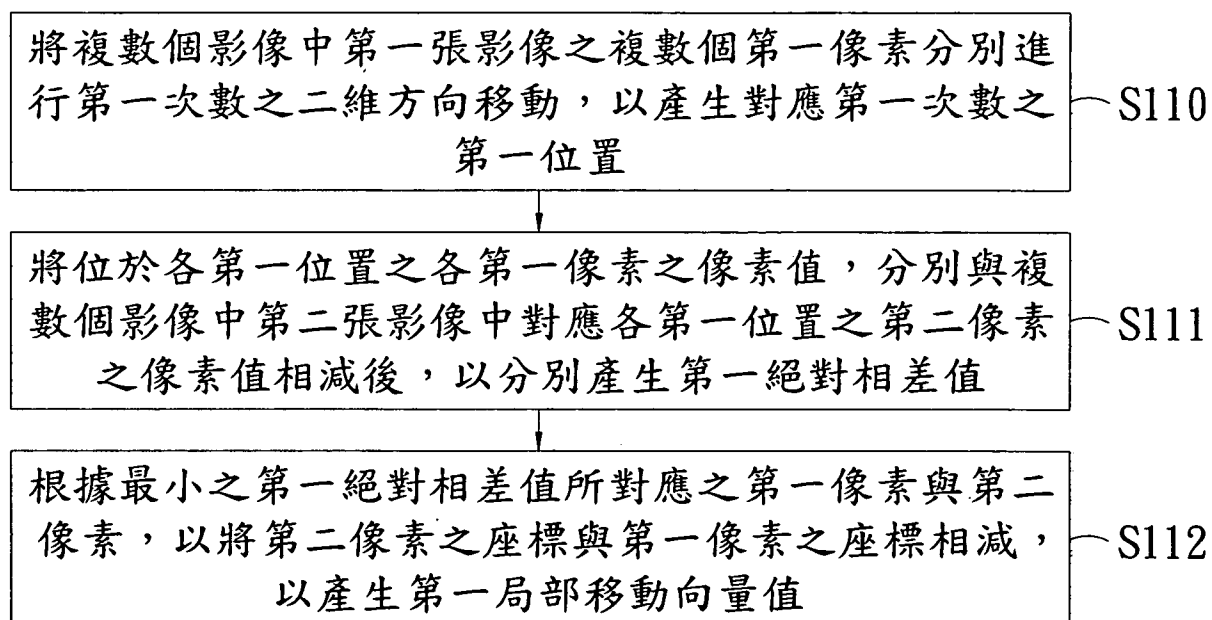 將複數個影像中第一張影像之複數個第一像素分別進
行第一次數之二維方向移動，以產生對應第一次數之
第一位置
S110
將位於各第一位置之各第一像素之像素值，分別與複
數個影像中第二張影像中對應各第一位置之第二像素
之像素值相減後，以分別產生第一絕對相差值
S111
根據最小之第一絕對相差值所對應之第一像素與第二
像素，以將第二像素之座標與第一像素之座標相減，
以產生第一局部移動向量值
S112